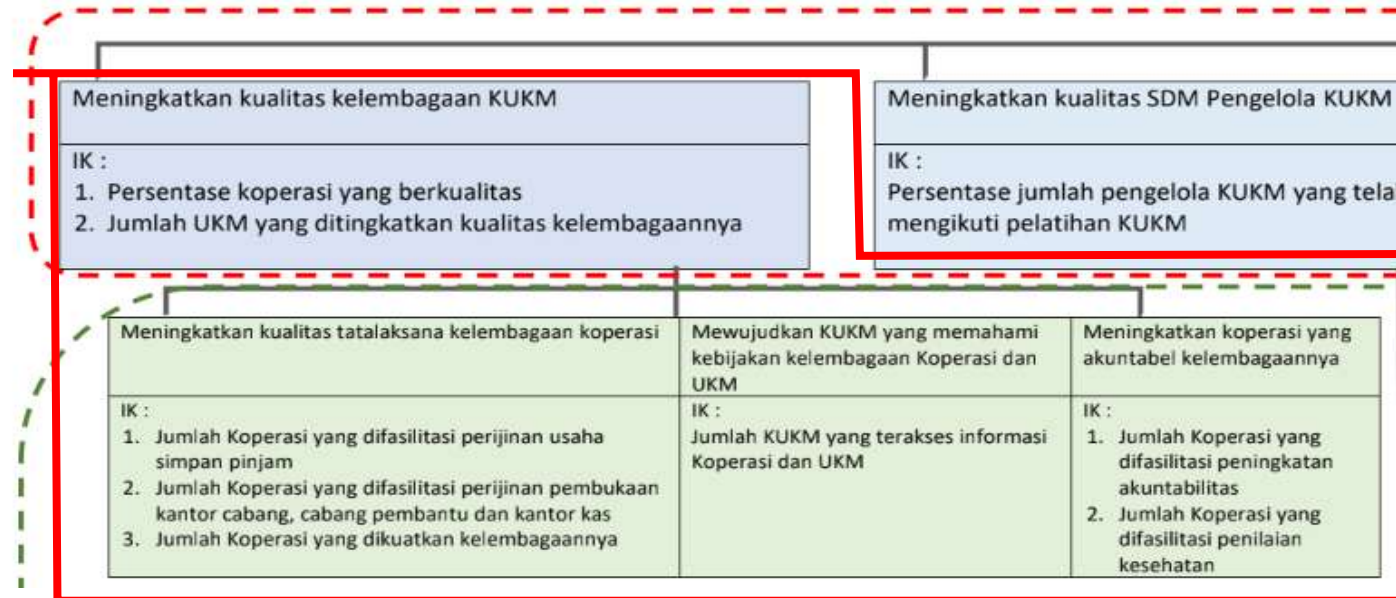 Meningkatkan kualitas kelembagaan KUKM
IK :
1. Persentase koperasi yang berkualitas
2. Jumlah UKM yang ditingkatkan kualitas kelembagaannya
Meningkatkan kualitas SDM Pengelola KUKM
IK :
Persentase jumlah pengelola KUKM yang tela
mengikuti pelatihan KUKM
Meningkatkan kualitas tatalaksana kelembagaan koperasi
IK :
1. Jumlah Koperasi yang difasilitasi perijinan usaha
simpan pinjam
2. Jumlah Koperasi yang difasilitasi perijinan pembukaan
kantor cabang, cabang pembantu dan kantor kas
3. Jumlah Koperasi yang dikuatkan kelembagaannya
Mewujudkan KUKM yang memahami
kebijakan kelembagaan Koperasi dan
UKM
IK :
Jumlah KUKM yang terakses informasi
Koperasi dan UKM
Meningkatkan koperasi yang
akuntabel kelembagaannya
IK :
1. Jumlah Koperasi yang
difasilitasi peningkatan
akuntabilitas
2. Jumlah Koperasi yang
difasilitasi penilaian
kesehatan